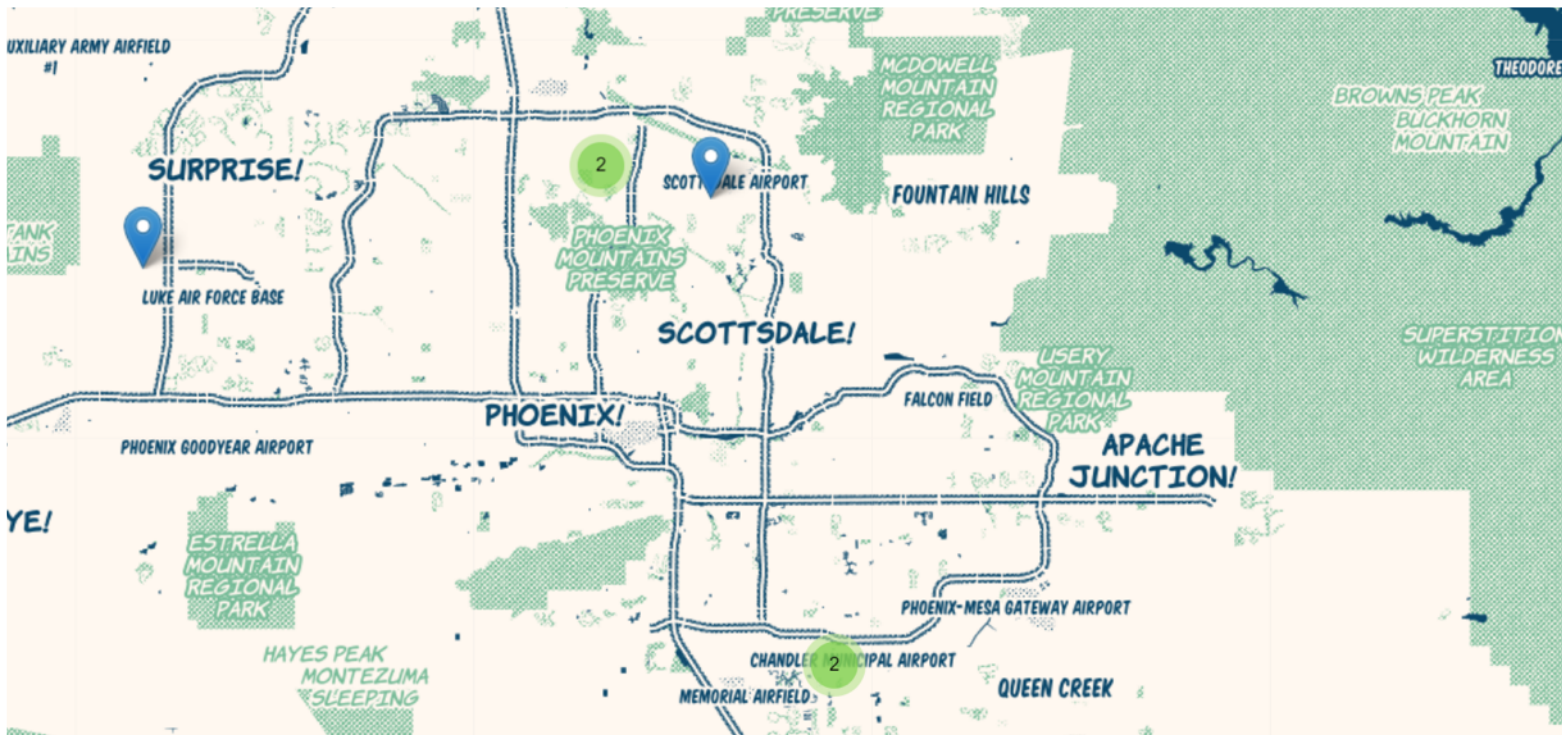 PRESERVE
UXILIARY ARMY AIRFIELD
#1
MCDOWELL
MOUNTAIN
REGIONAL
PARK
THEODORE
BROWNS PEAK
BUCKHORN
MOUNTAIN
SURPRISE!
2
SCOTTSDALE AIRPORT
FOUNTAIN HILLS
TANK
AINS
PHOENIX
MOUNTAINS
PRESERVE
LUKE AIR FORCE BASE
SCOTTSDALE!
SUPERSTITION
WILDERNESS
AREA
USERY
MOUNTAIN
REGIONAL
PARK
FALCON FIELD
PHOENIX!
PHOENIX GOODYEAR AIRPORT
APACHE
JUNCTION!
YE!
ESTRELLA
MOUNTAIN
REGIONAL
PARK
PHOENIX-MESA GATEWAY AIRPORT
HAYES PEAK
MONTEZUMA
SLEEPING
CHANDLER MUNICIPAL AIRPORT
2
MEMORIAL AIRFIELD
QUEEN CREEK